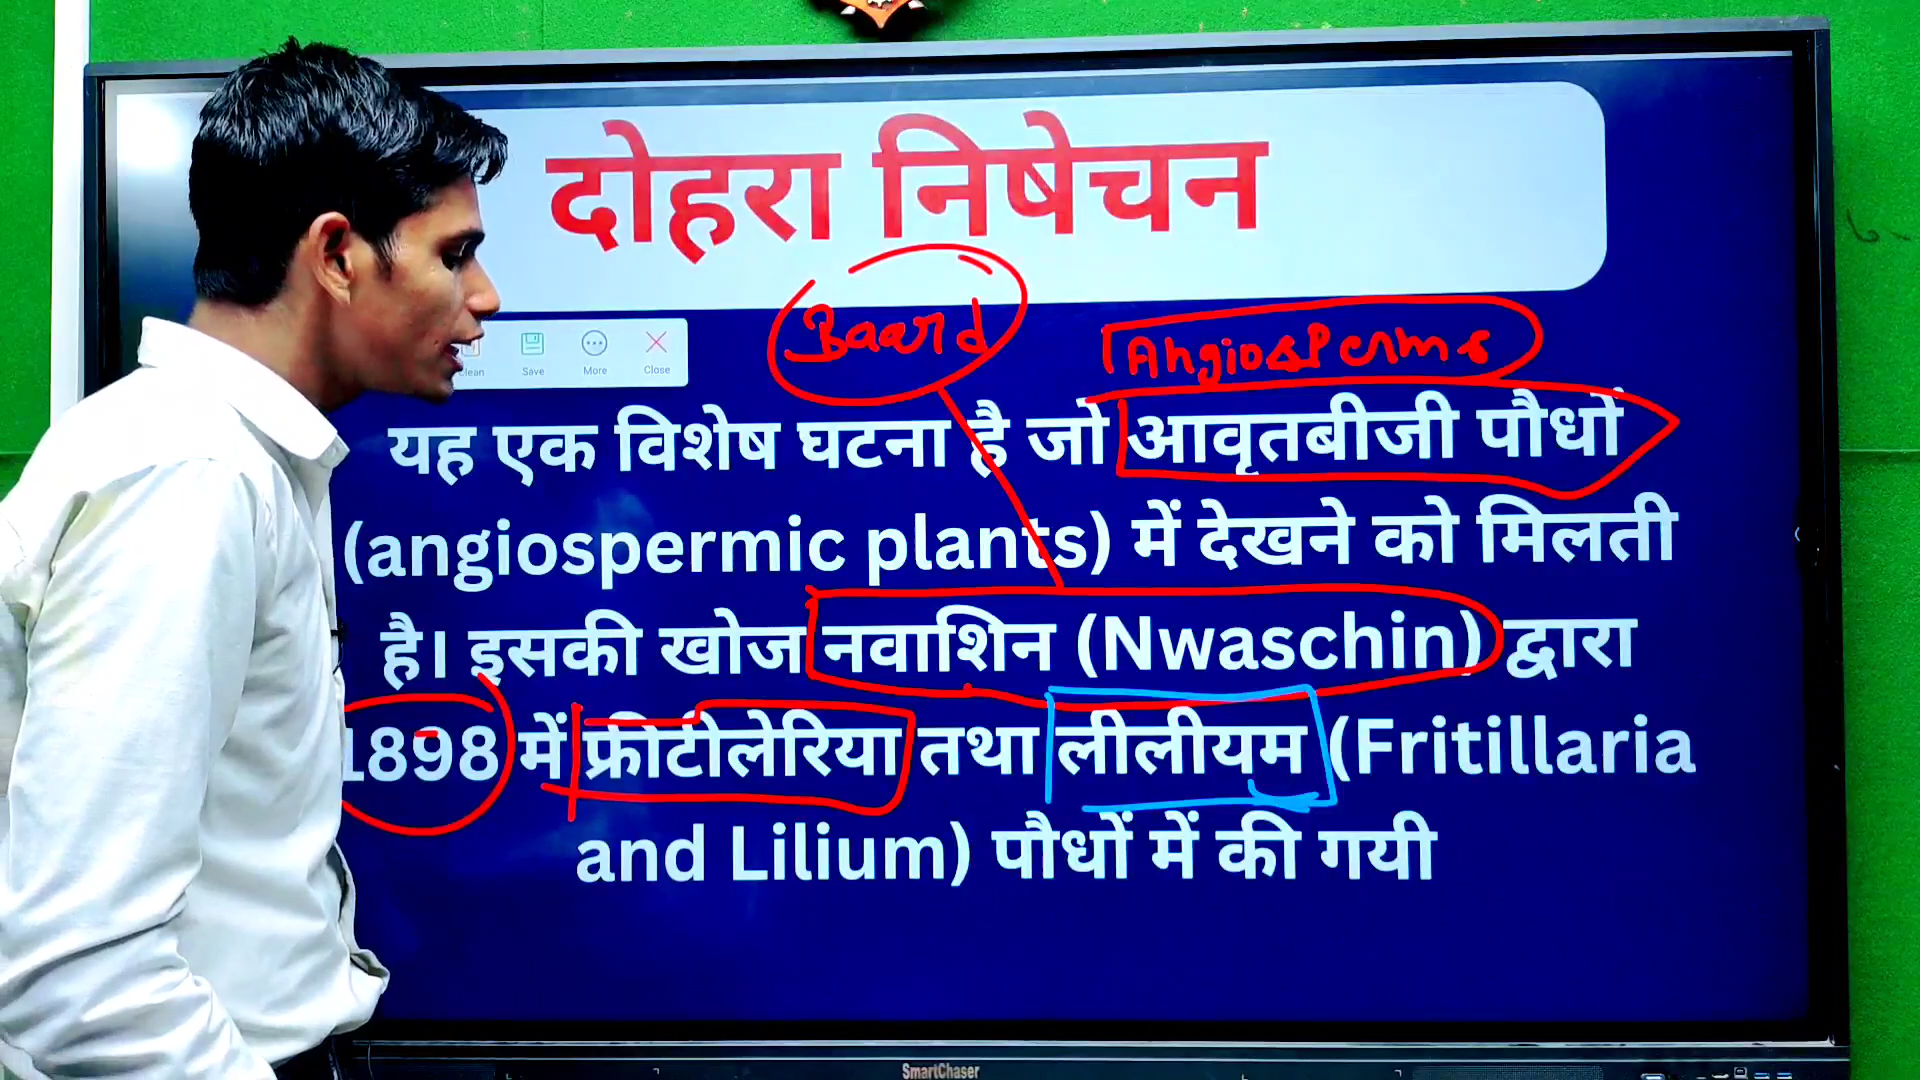 दोहरा निषेचन
Baard
Angiosperms
Save
More
Close
यह एक विशेष घटना है जो आवृतबीजी पौधों
(angiospermic plants) में देखने को मिलती
है। इसकी खोज नवाशिन (Nwaschin) द्वारा
1898 में फ्रीटीलेरिया तथा लीलीयम (Fritillaria
and Lilium) पौधों में की गयी
SmartChaser